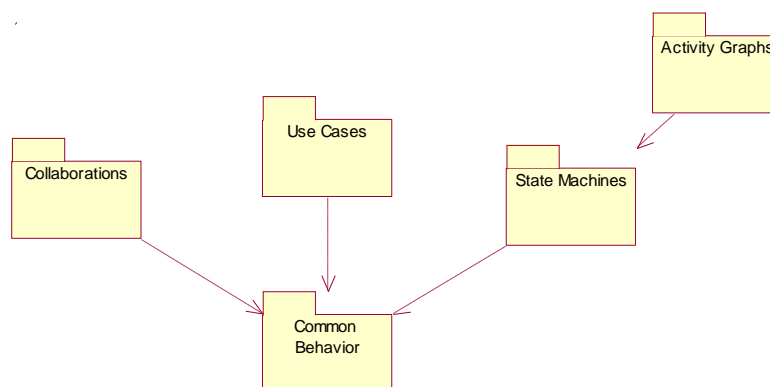 Activity Graphs
Use Cases
Collaborations
State Machines
Common
Behavior